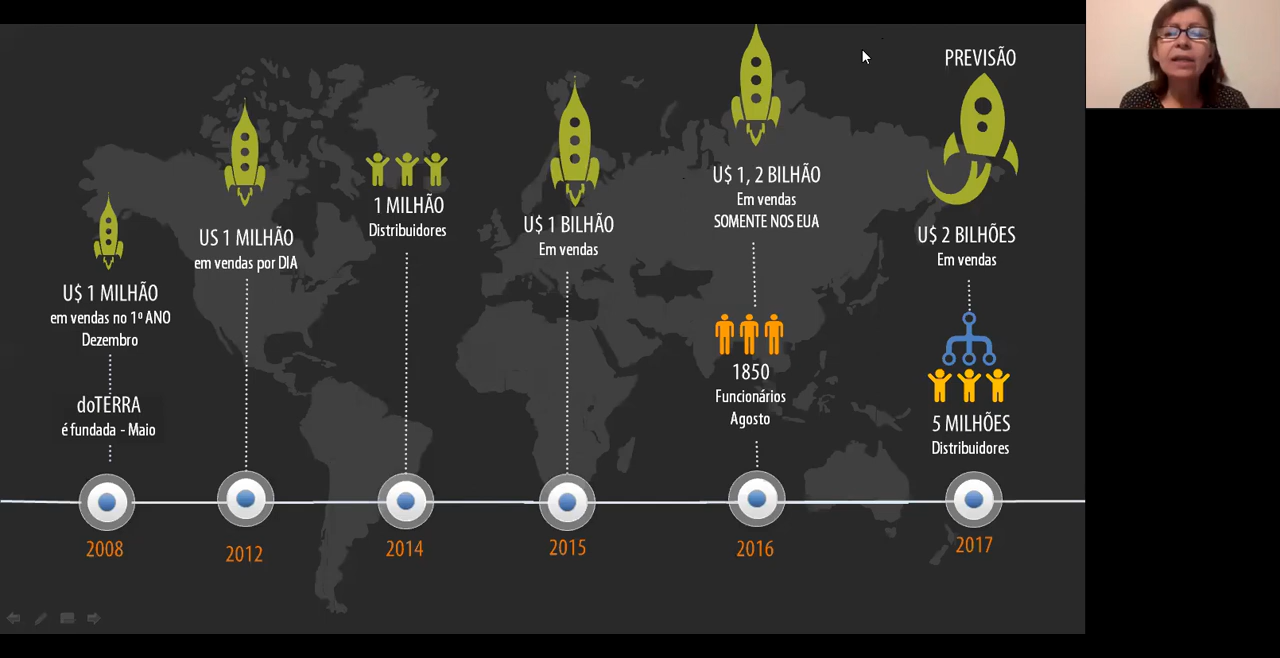 U$ 1 MILHÃO
em vendas no 1º ANO
Dezembro
doTERRA
é fundada - Maio
2008
US 1 MILHÃO
em vendas por DIA
2012
1 MILHÃO
Distribuidores
2014
U$ 1 BILHÃO
Em vendas
2015
U$ 1, 2 BILHÃO
Em vendas
SOMENTE NOS EUA
1850
Funcionários
Agosto
2016
PREVISÃO
U$ 2 BILHÕES
Em vendas
5 MILHÕES
Distribuidores
2017